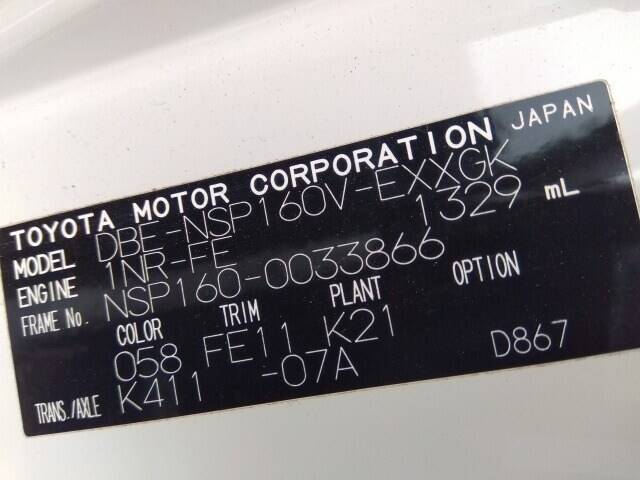 TOYOTA MOTOR CORPORATION JAPAN
MODEL DBE-NSP160V-EXXGK
ENGINE 1NR-FE 1329 mL
FRAME No. NSP160-0033866
COLOR TRIM PLANT OPTION
058 FE11 K21
TRANS./AXLE K411 -07A D867